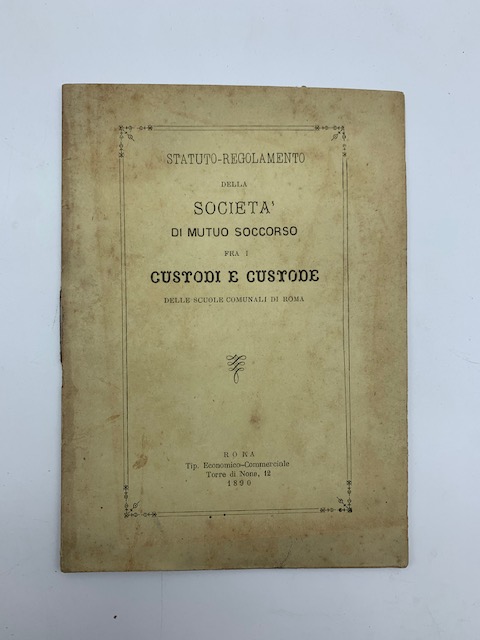 STATUTO-REGOLAMENTO
DELLA
SOCIETA'
DI MUTUO SOCCORSO
FRA I
CUSTODI E CUSTODE
DELLE SCUOLE COMUNALI DI ROMA
ROMA
Tip. Economico-Commerciale
Torre di Nona, 12
1890